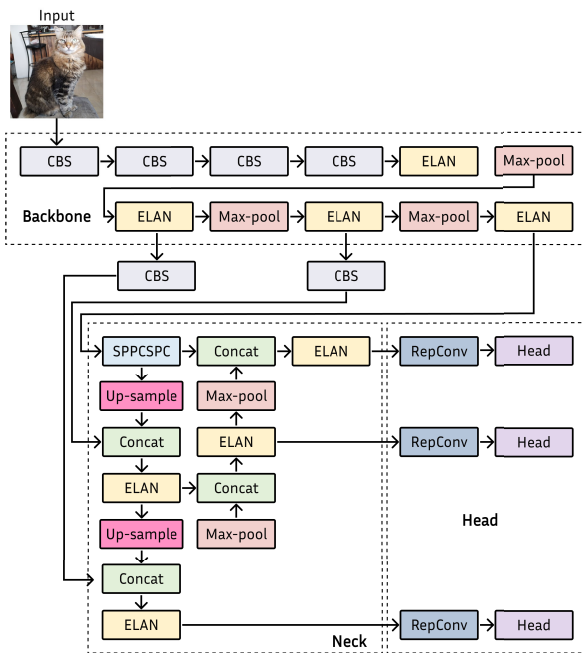 Input
CBS CBS CBS CBS ELAN Max-pool
Backbone ELAN Max-pool ELAN Max-pool ELAN
CBS CBS
SPPCSPC Concat ELAN RepConv Head
Up-sample Max-pool
Concat ELAN RepConv Head
ELAN Concat
Head
Up-sample Max-pool
Concat
ELAN RepConv Head
Neck